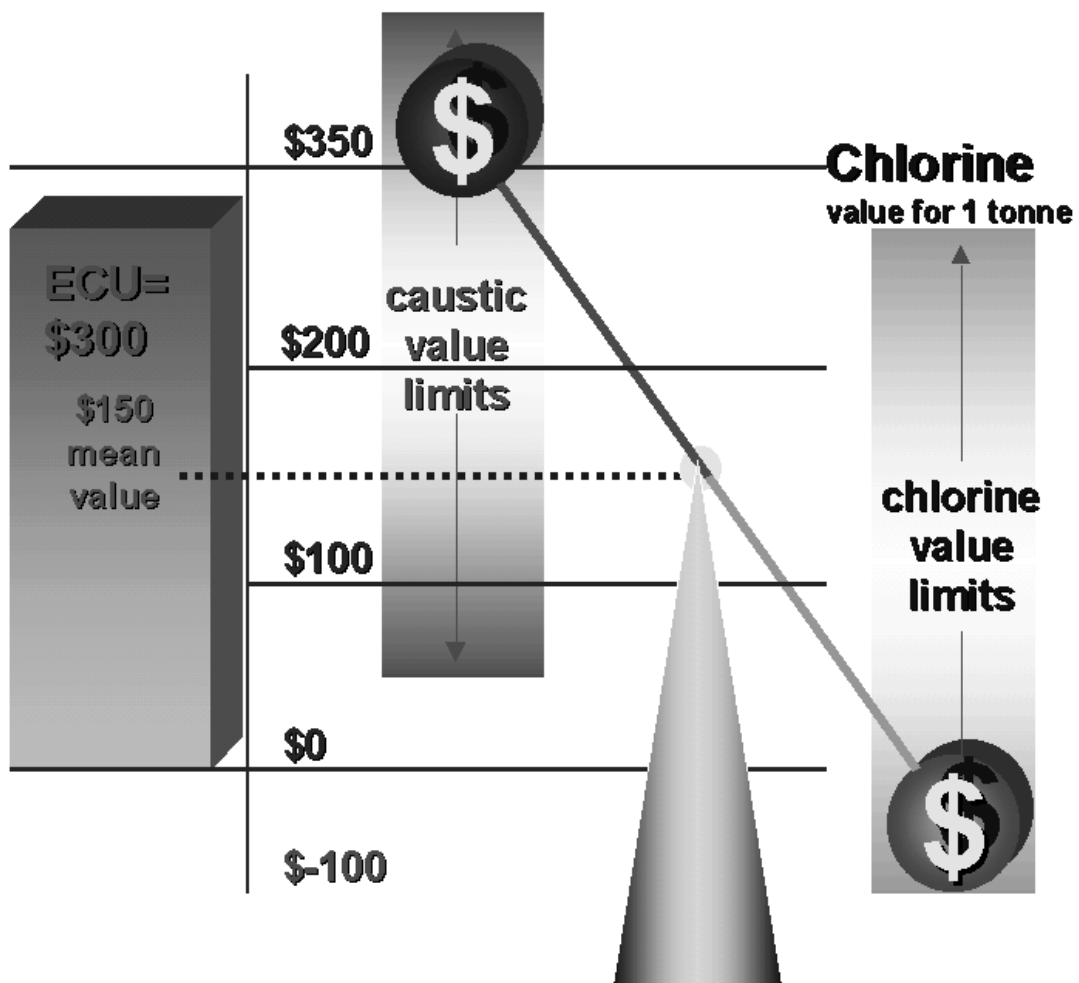 $
$350
Chlorine
value for 1 tonne
ECU=
$300
caustic
value
limits
$200
$150
mean
value
chlorine
value
limits
$100
$0
$
$-100